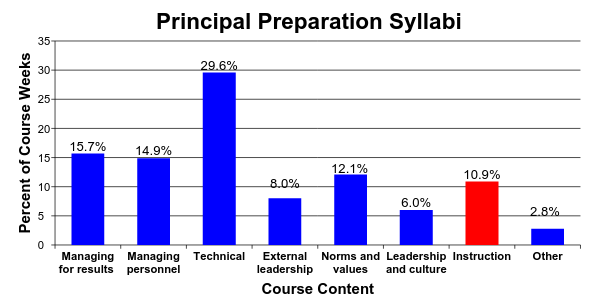 Principal Preparation Syllabi
Percent of Course Weeks
35
30
25
20
15
10
5
0
15.7%
14.9%
29.6%
8.0%
12.1%
6.0%
10.9%
2.8%
Managing
for results
Managing
personnel
Technical
External
leadership
Norms and
values
Leadership
and culture
Instruction
Other
Course Content